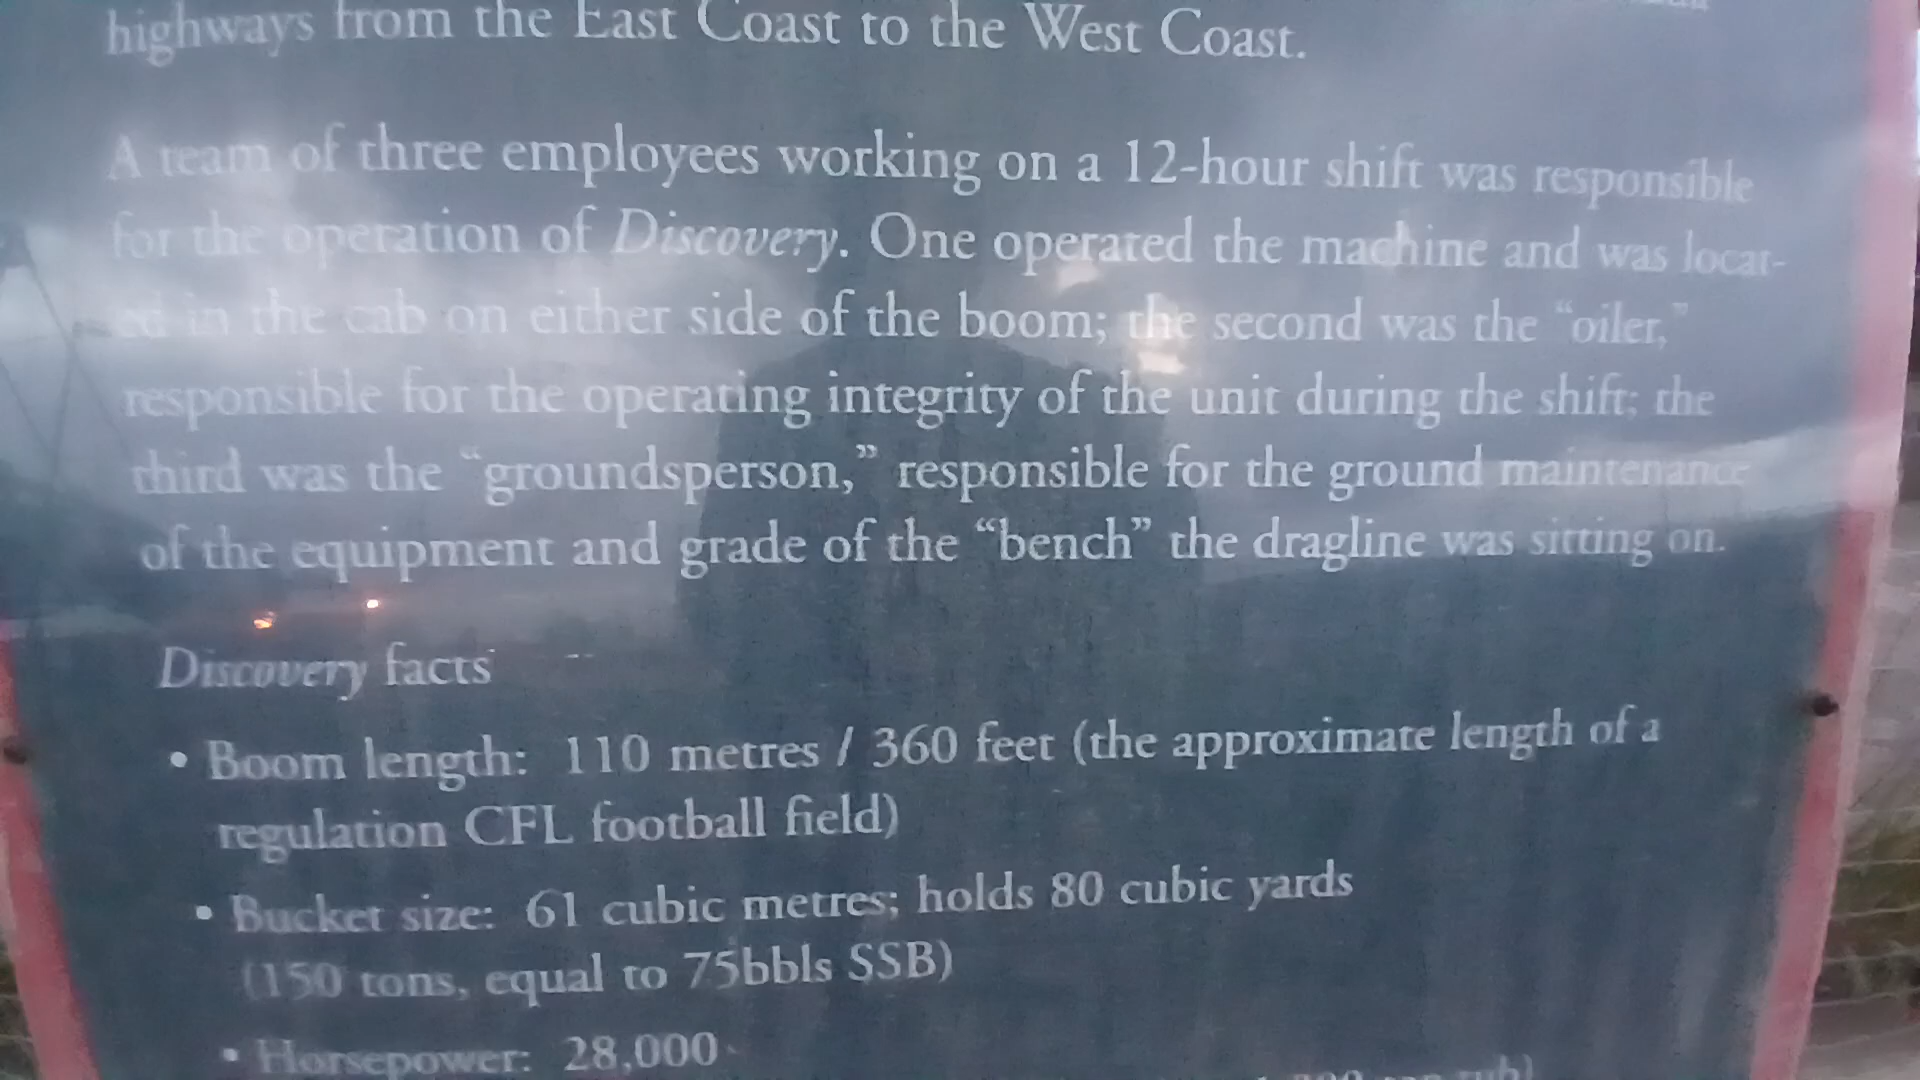 highways from the East Coast to the West Coast.
A team of three employees working on a 12-hour shift was responsible
for the operation of Discovery. One operated the machine and was locat-
ed in the cab on either side of the boom; the second was the “oiler,”
responsible for the operating integrity of the unit during the shift; the
third was the “groundsperson,” responsible for the ground maintenance
of the equipment and grade of the “bench” the dragline was sitting on.
Discovery facts
• Boom length: 110 metres / 360 feet (the approximate length of a
regulation CFL football field)
• Bucket size: 61 cubic metres; holds 80 cubic yards
(150 tons, equal to 75bbls SSB)
• Horsepower: 28,000